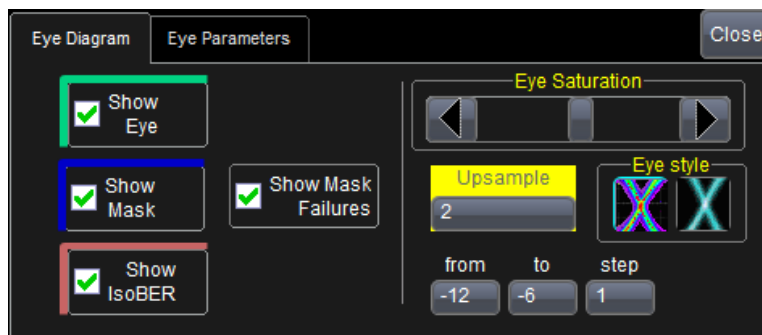 Eye Diagram
Eye Parameters
Close
Show
Eye
Show
Mask
Show Mask
Failures
Show
IsoBER
Eye Saturation
Upsample
2
Eye style
from to step
-12 -6 1